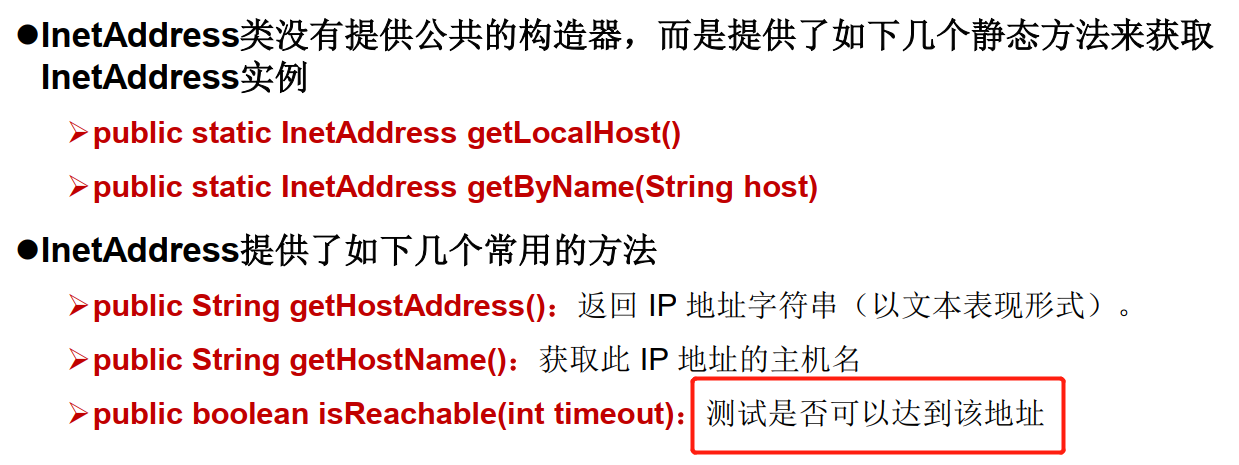 ●InetAddress类没有提供公共的构造器，而是提供了如下几个静态方法来获取
InetAddress实例
➢public static InetAddress getLocalHost()
➢public static InetAddress getByName(String host)
●InetAddress提供了如下几个常用的方法
➢public String getHostAddress()：返回 IP 地址字符串（以文本表现形式）。
➢public String getHostName()：获取此 IP 地址的主机名
➢public boolean isReachable(int timeout)：测试是否可以达到该地址